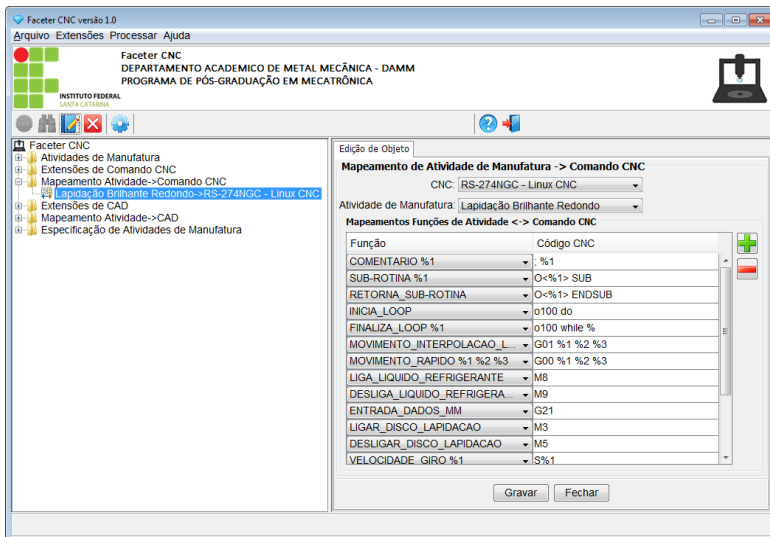 Faceter CNC versão 1.0
Arquivo Extensões Processar Ajuda
Faceter CNC
DEPARTAMENTO ACADEMICO DE METAL MECÂNICA - DAMM
PROGRAMA DE PÓS-GRADUAÇÃO EM MECATRÔNICA
INSTITUTO FEDERAL
SANTA CATARINA
Faceter CNC
Atividades de Manufatura
Extensões de Comando CNC
Mapeamento Atividade->Comando CNC
Lapidação Brilhante Redondo->RS-274NGC - Linux CNC
Extensões de CAD
Mapeamento Atividade->CAD
Especificação de Atividades de Manufatura
Edição de Objeto
Mapeamento de Atividade de Manufatura -> Comando CNC
CNC: RS-274NGC - Linux CNC
Atividade de Manufatura: Lapidação Brilhante Redondo
Mapeamentos Funções de Atividade <-> Comando CNC
Função Código CNC
COMENTARIO %1 ; %1
SUB-ROTINA %1 O<%1> SUB
RETORNA_SUB-ROTINA O<%1> ENDSUB
INICIA_LOOP o100 do
FINALIZA_LOOP %1 o100 while %
MOVIMENTO_INTERPOLACAO_L... G01 %1 %2 %3
MOVIMENTO_RAPIDO %1 %2 %3 G00 %1 %2 %3
LIGA_LIQUIDO_REFRIGERANTE M8
DESLIGA_LIQUIDO_REFRIGERA... M9
ENTRADA_DADOS_MM G21
LIGAR_DISCO_LAPIDACAO M3
DESLIGAR_DISCO_LAPIDACAO M5
VELOCIDADE_GIRO %1 S%1
Gravar Fechar